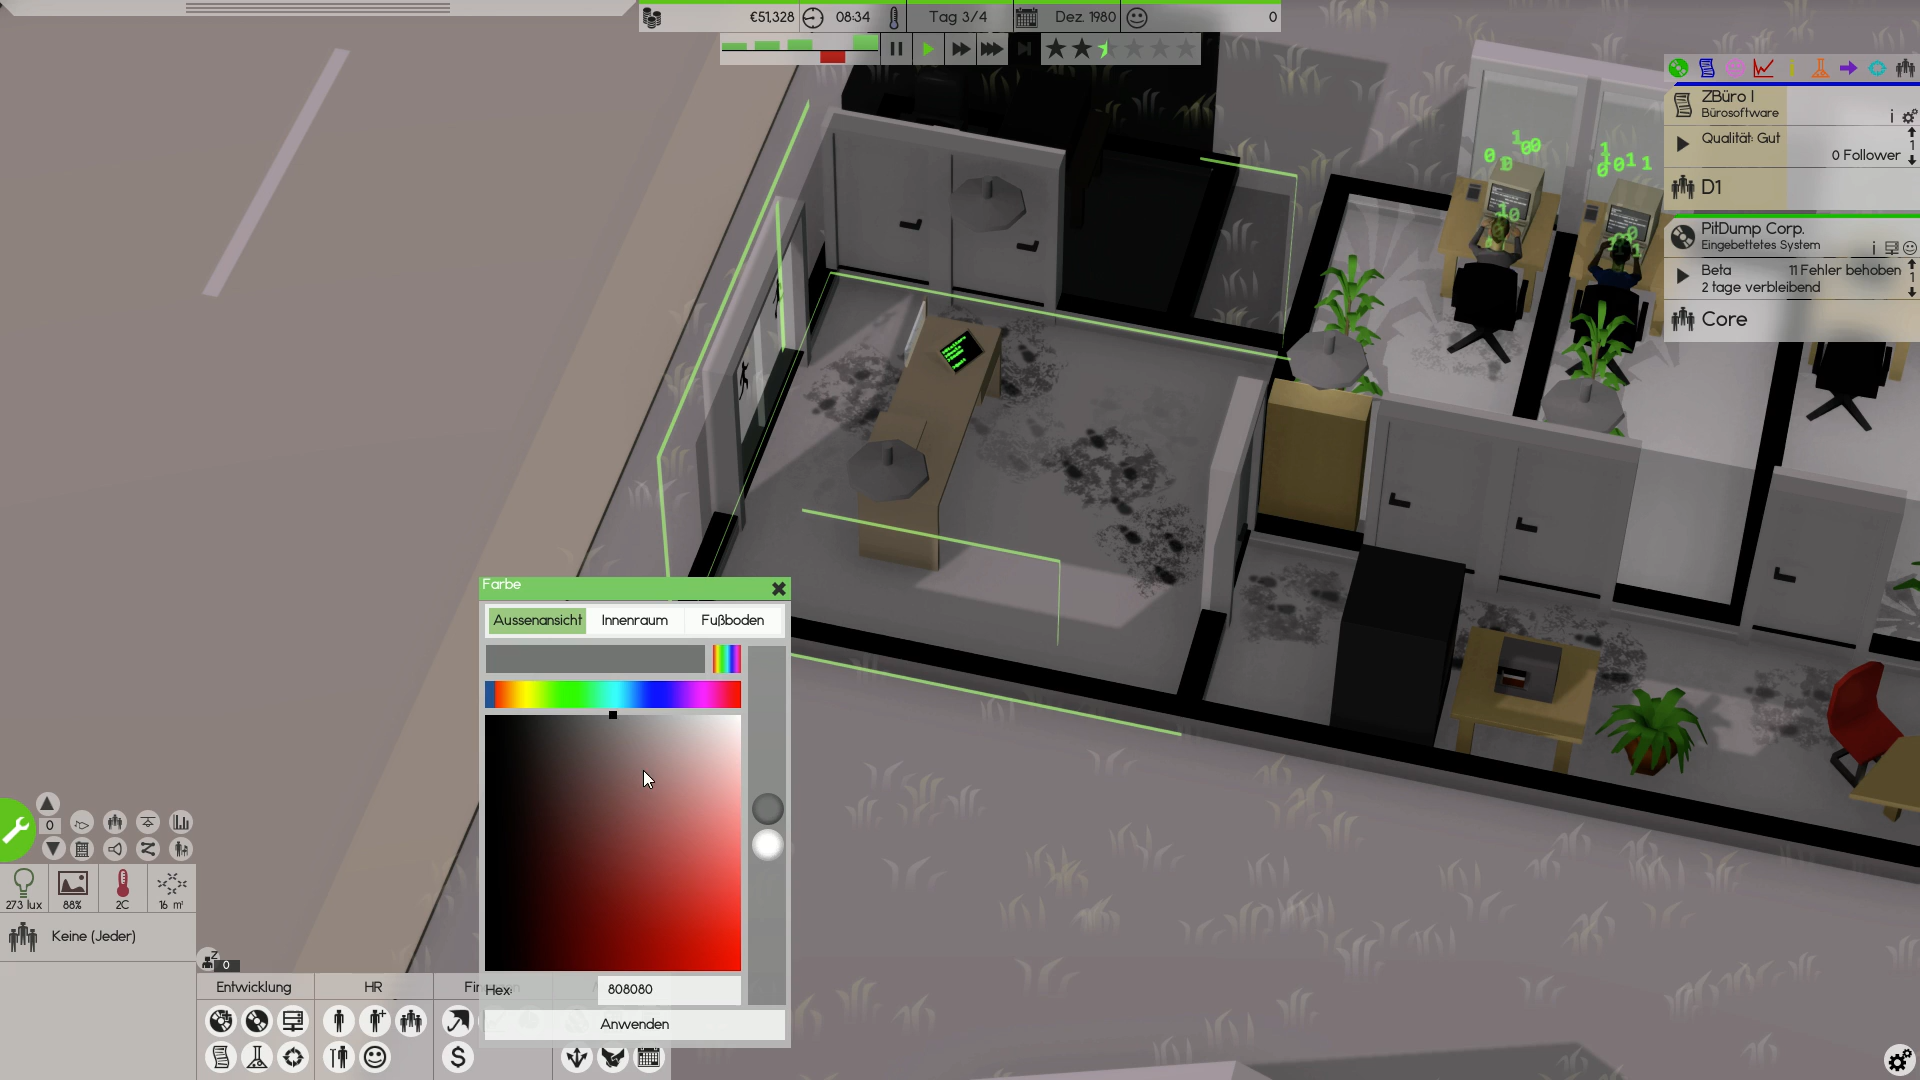 €51,328
08:34
Tag 3/4
Dez. 1980
0
ZBüro I
Bürosoftware
i
Qualität: Gut
1
0 Follower
D1
PitDump Corp.
Eingebettetes System
i
Beta
11 Fehler behoben
1
2 tage verbleibend
Core
Farbe
Aussenansicht
Innenraum
Fußboden
Hex:
808080
Anwenden
0
273 lux
88%
2C
16 m²
Keine (Jeder)
Z
0
Entwicklung
HR